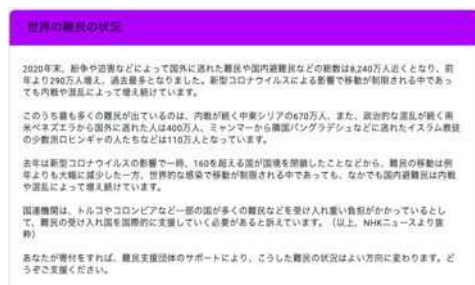 世界の難民の状況
2020年末、紛争や迫害などによって国外に逃れた難民や国内避難民などの総数は8,240万人近くとなり、前
年より290万人増え、過去最多となりました。新型コロナウイルスによる影響で移動が制限される中であっ
ても内戦や混乱によって増え続けています。
このうち最も多くの難民が出ているのは、内戦が続く中東シリアの670万人、また、政治的な混乱が続く南
米ベネズエラから国外に逃れた人は400万人、ミャンマーから隣国バングラデシュなどに逃れたイスラム教徒
の少数派ロヒンギャの人たちなどは110万人となっています。
去年は新型コロナウイルスの影響で一時、160を超える国が国境を閉鎖したことなどから、難民の移動は例
年よりも大幅に減少した一方、世界的な感染で移動が制限される中であっても、なかでも国内避難民は内戦
や混乱によって増え続けています。
国連機関は、トルコやコロンビアなど一部の国が多くの難民などを受け入れ重い負担がかかっているとし
て、難民の受け入れ国を国際的に支援していく必要があると訴えています。（以上、NHKニュースより抜
粋）
あなたが寄付をすれば、難民支援団体のサポートにより、こうした難民の状況はよい方向に変わります。ど
うぞご支援ください。